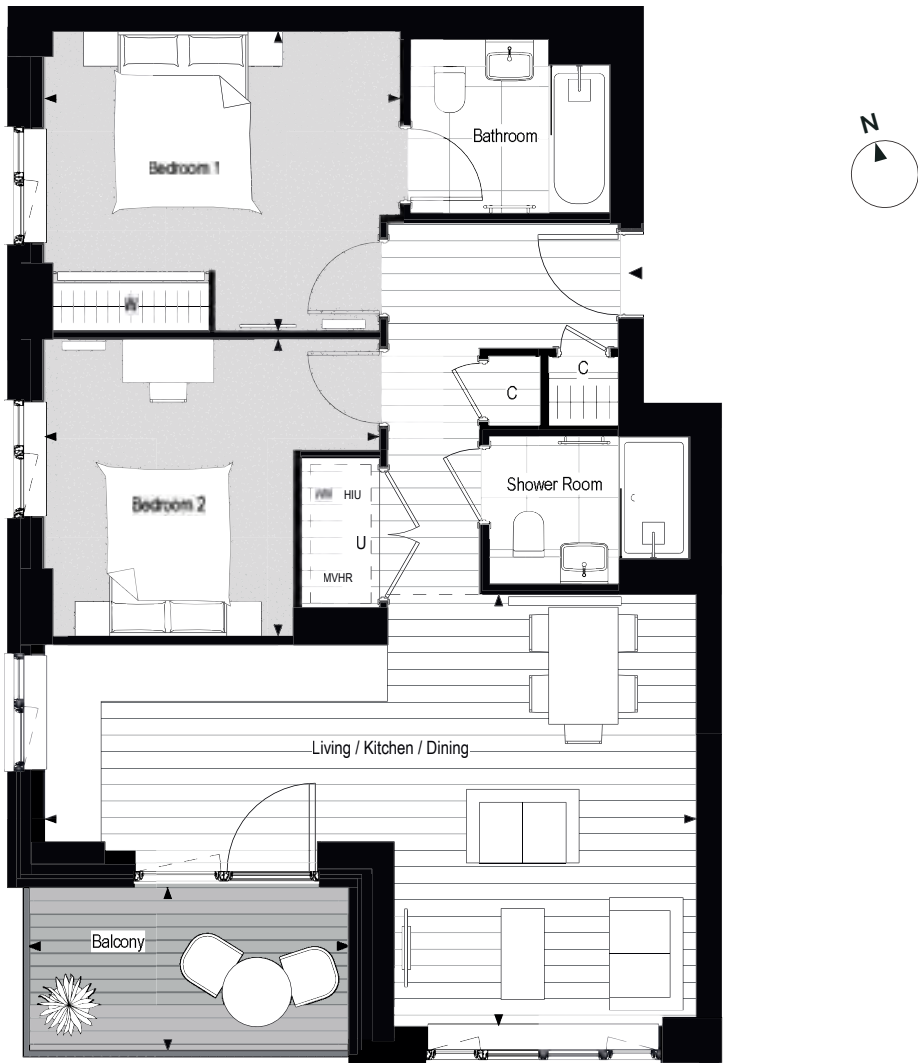 N
Bathroom
Bedroom 1
W
C
C
Shower Room
HIU
Bedroom 2
U
MVHR
Living / Kitchen / Dining
Balcony